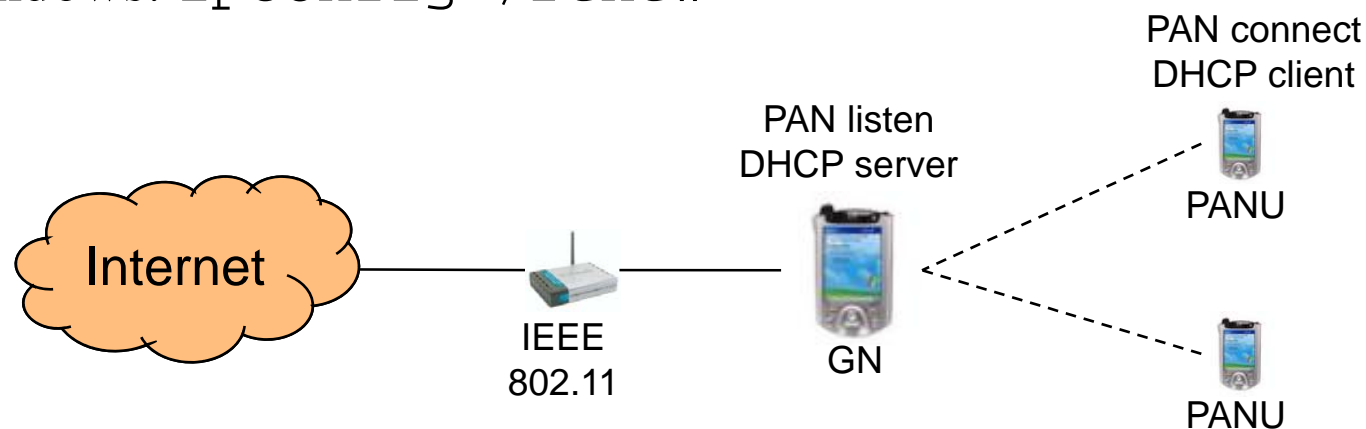 PAN connect
DHCP client
PAN listen
DHCP server
PANU
Internet
IEEE
802.11
GN
PANU